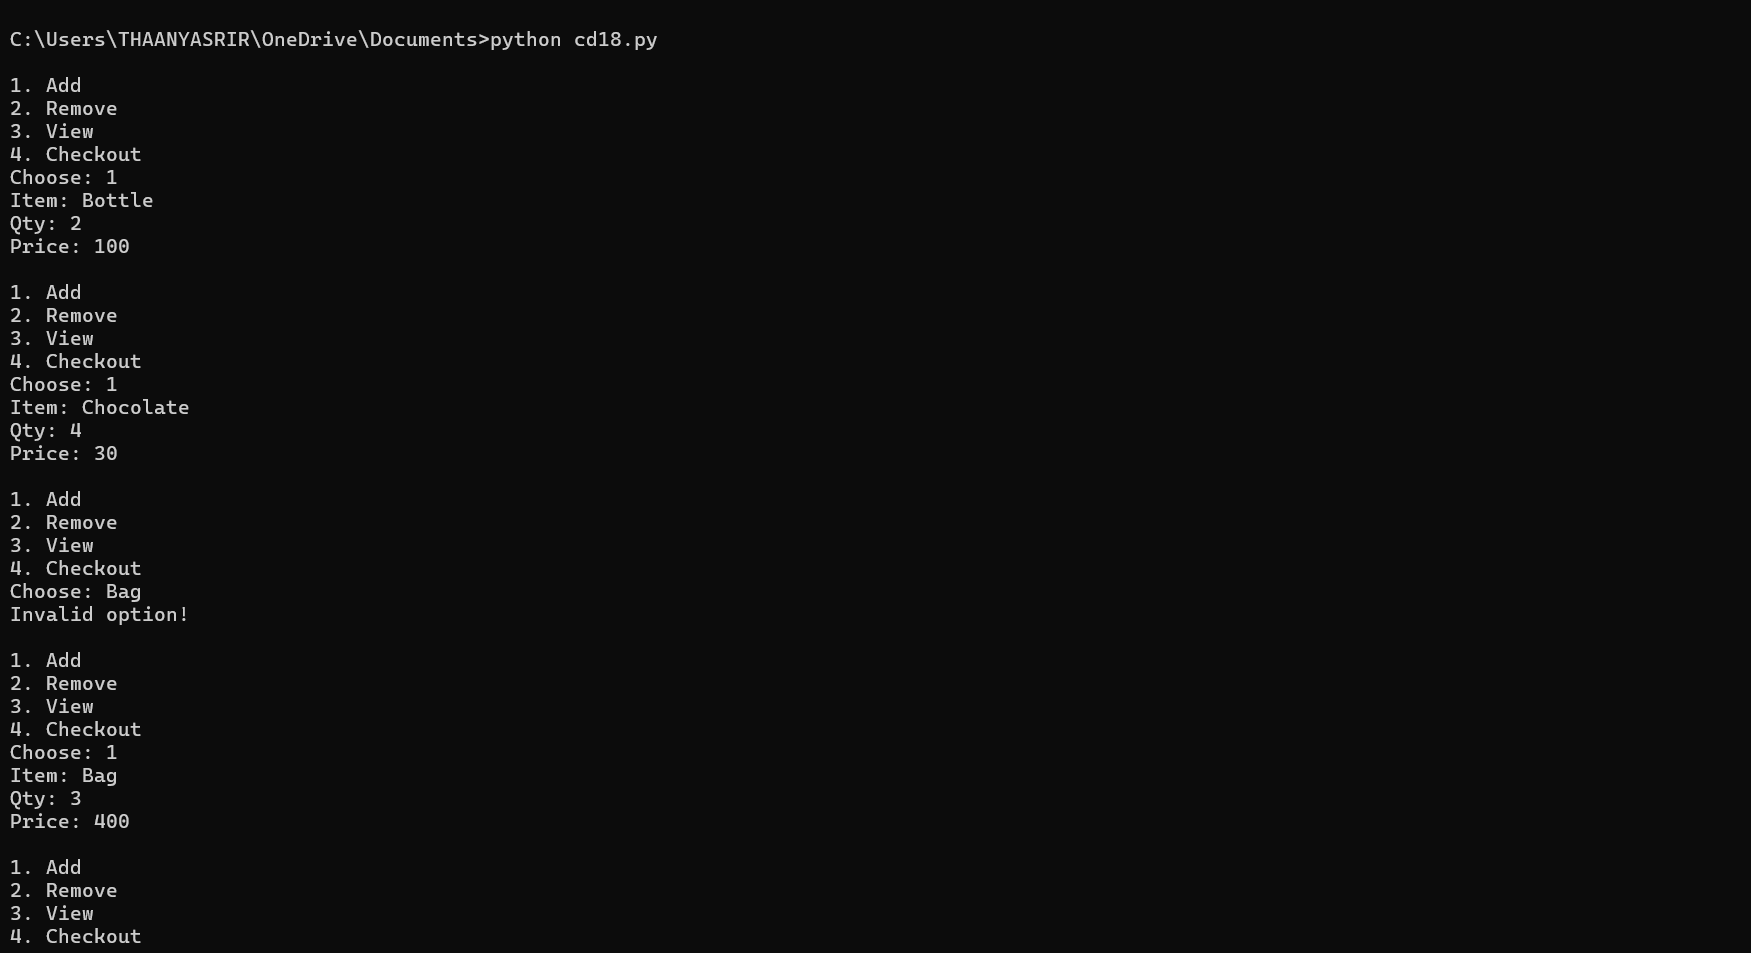 C:\Users\THAANYASRIR\OneDrive\Documents>python cd18.py
1. Add
2. Remove
3. View
4. Checkout
Choose: 1
Item: Bottle
Qty: 2
Price: 100
1. Add
2. Remove
3. View
4. Checkout
Choose: 1
Item: Chocolate
Qty: 4
Price: 30
1. Add
2. Remove
3. View
4. Checkout
Choose: Bag
Invalid option!
1. Add
2. Remove
3. View
4. Checkout
Choose: 1
Item: Bag
Qty: 3
Price: 400
1. Add
2. Remove
3. View
4. Checkout